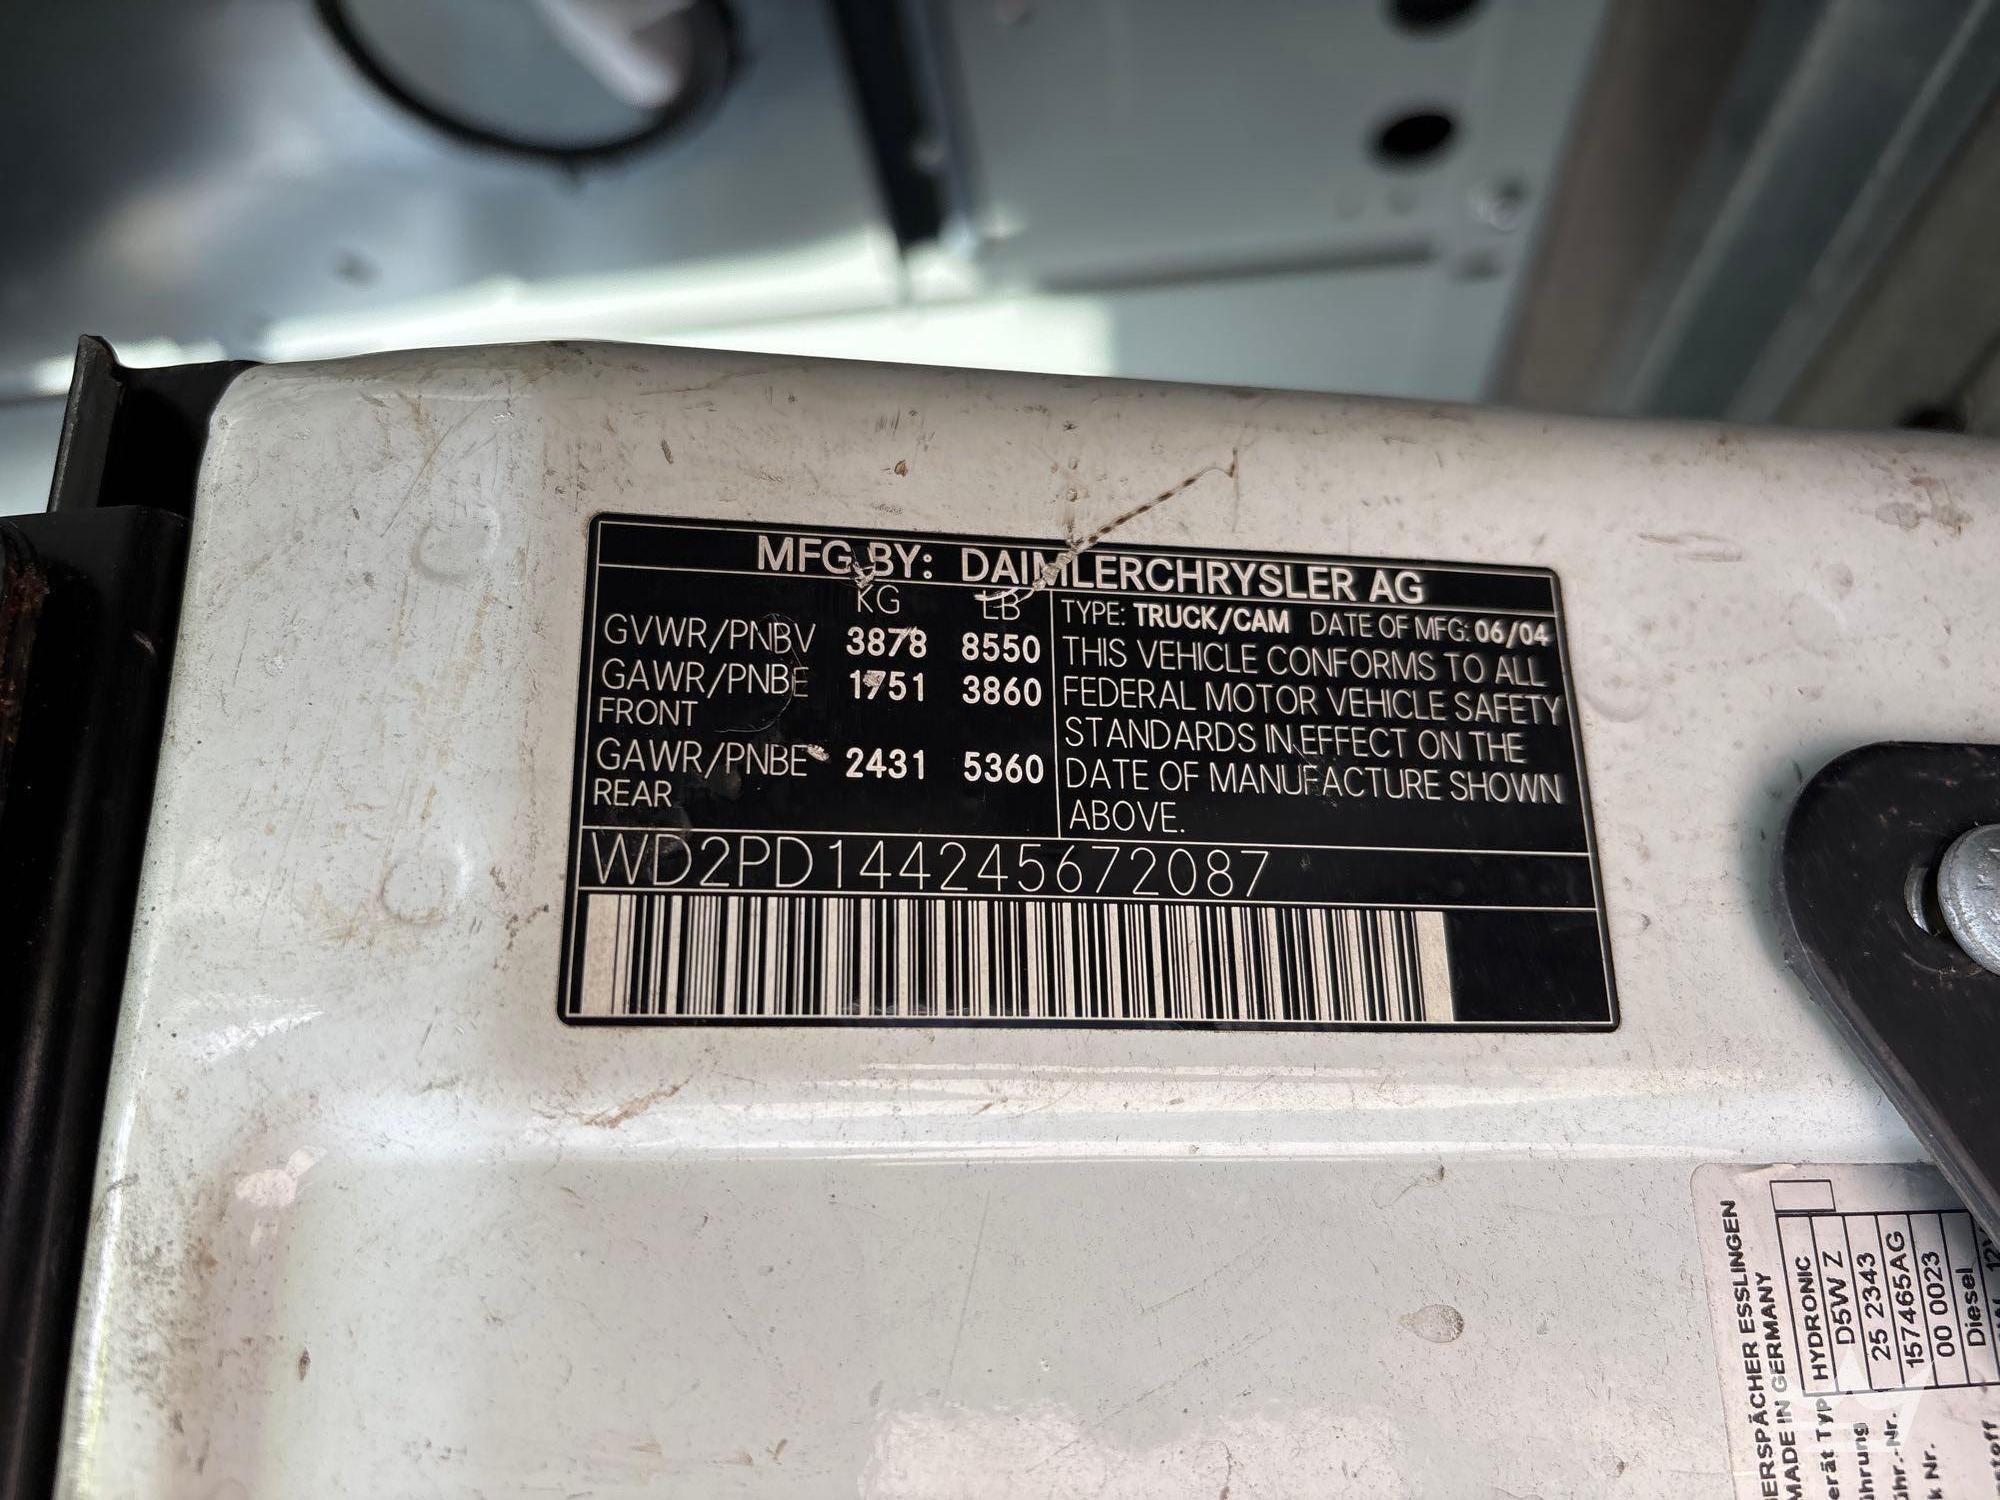 MFG BY: DAIMLERCHRYSLER AG
KG LB
GVWR/PNBV 3878 8550
GAWR/PNBE 1751 3860
FRONT
GAWR/PNBE 2431 5360
REAR
TYPE: TRUCK/CAM DATE OF MFG: 06/04
THIS VEHICLE CONFORMS TO ALL
FEDERAL MOTOR VEHICLE SAFETY
STANDARDS IN EFFECT ON THE
DATE OF MANUFACTURE SHOWN
ABOVE.
WD2PD144245672087
ESSLINGEN
MADE IN GERMANY
HYDRONIC
D5W Z
25 2343
157465AG
00 0023
Diesel